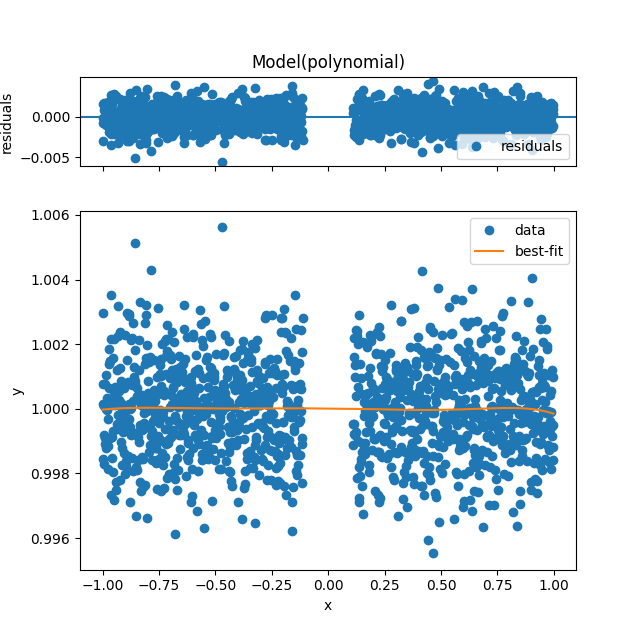 Model(polynomial)
residuals
0.000
−0.005
residuals
1.006
1.004
1.002
1.000
0.998
0.996
y
data
best-fit
−1.00 −0.75 −0.50 −0.25 0.00 0.25 0.50 0.75 1.00
x